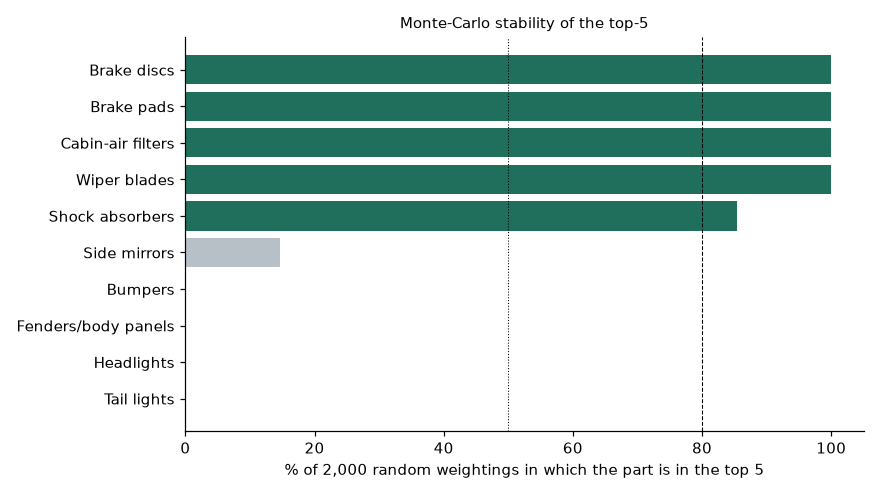 Monte-Carlo stability of the top-5
Brake discs
Brake pads
Cabin-air filters
Wiper blades
Shock absorbers
Side mirrors
Bumpers
Fenders/body panels
Headlights
Tail lights
0 20 40 60 80 100
% of 2,000 random weightings in which the part is in the top 5